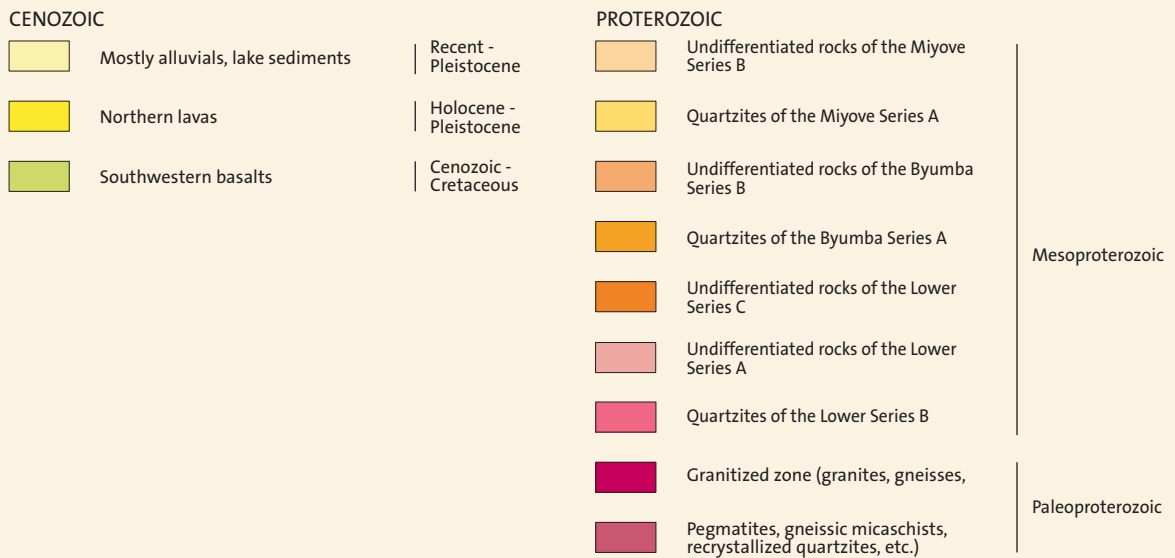 CENOZOIC
Mostly alluvials, lake sediments
Recent -
Pleistocene
Northern lavas
Holocene -
Pleistocene
Southwestern basalts
Cenozoic -
Cretaceous
PROTEROZOIC
Undifferentiated rocks of the Miyove
Series B
Quartzites of the Miyove Series A
Undifferentiated rocks of the Byumba
Series B
Quartzites of the Byumba Series A
Undifferentiated rocks of the Lower
Series C
Undifferentiated rocks of the Lower
Series A
Quartzites of the Lower Series B
Mesoproterozoic
Granitized zone (granites, gneisses,
Pegmatites, gneissic micaschists,
recrystallized quartzites, etc.)
Paleoproterozoic